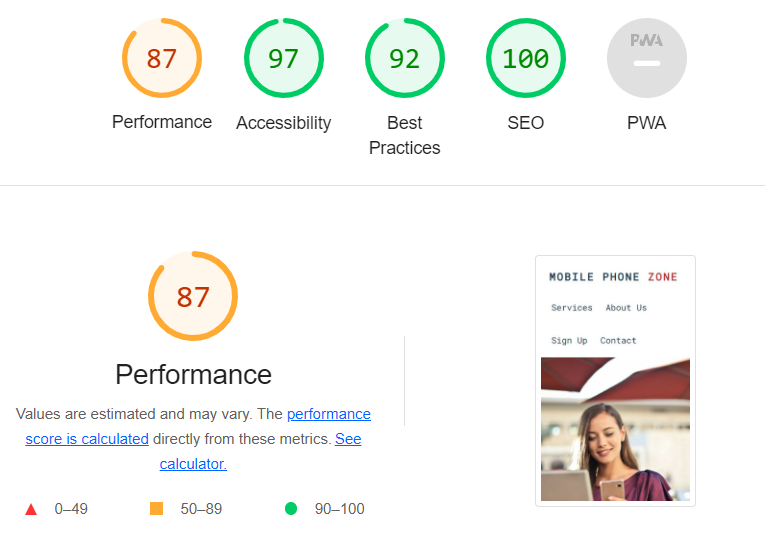 87
97
92
100
PWA
Performance
Accessibility
Best
Practices
SEO
PWA
87
Performance
Values are estimated and may vary. The performance
score is calculated directly from these metrics. See
calculator.
0–49
50–89
90–100
MOBILE PHONE ZONE
Services About Us
Sign Up Contact